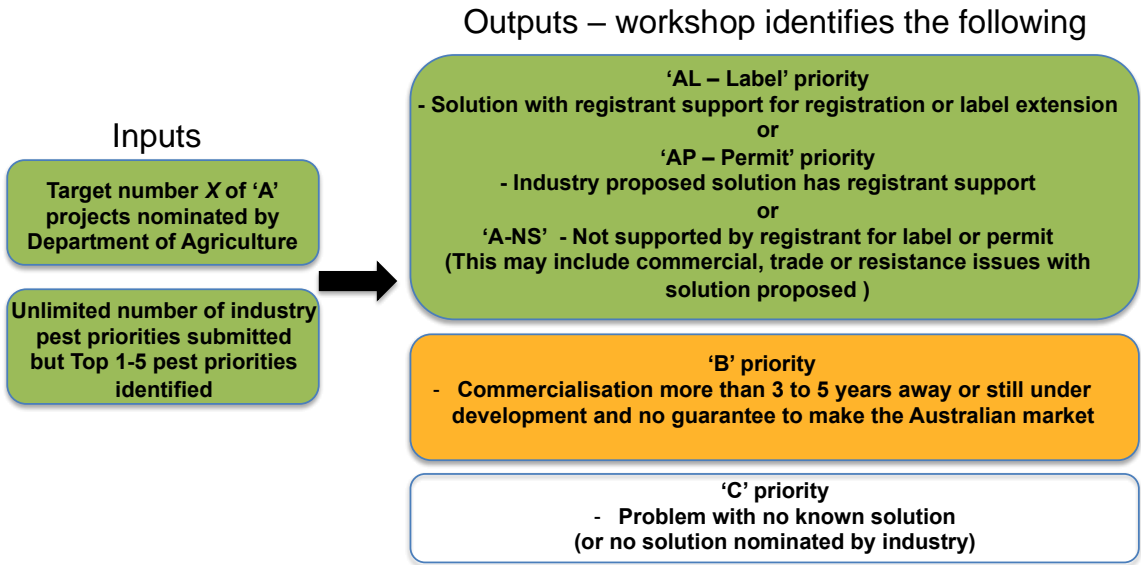 Outputs – workshop identifies the following
Inputs
Target number X of ‘A’
projects nominated by
Department of Agriculture
Unlimited number of industry
pest priorities submitted
but Top 1-5 pest priorities
identified
‘AL – Label’ priority
- Solution with registrant support for registration or label extension
or
‘AP – Permit’ priority
- Industry proposed solution has registrant support
or
‘A-NS’ - Not supported by registrant for label or permit
(This may include commercial, trade or resistance issues with
solution proposed )
‘B’ priority
- Commercialisation more than 3 to 5 years away or still under
development and no guarantee to make the Australian market
‘C’ priority
- Problem with no known solution
(or no solution nominated by industry)